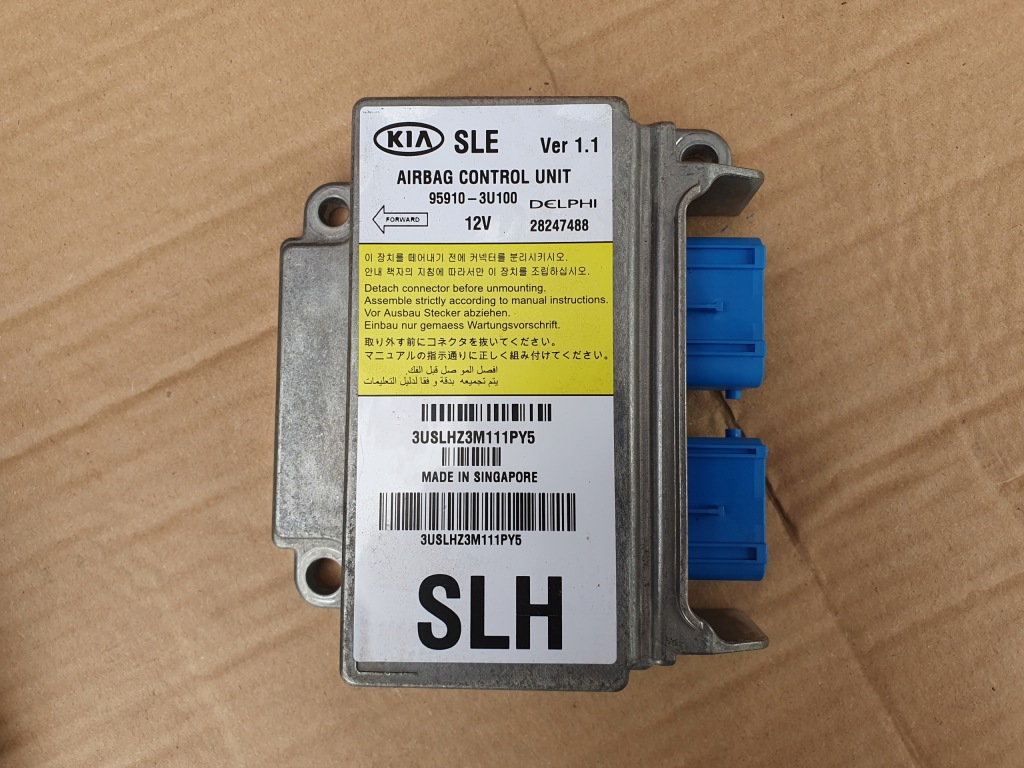 KIA SLE Ver 1.1
AIRBAG CONTROL UNIT
95910-3U100 DELPHI
FORWARD 12V 28247488
이 장치를 떼어내기 전에 커넥터를 분리시키시오.
안내 책자의 지침에 따라서만 이 장치를 조립하십시오.
Detach connector before unmounting.
Assemble strictly according to manual instructions.
Vor Ausbau Stecker abziehen.
Einbau nur gemaess Wartungsvorschrift.
取り外す前にコネクタを抜いてください。
マニュアルの指示通りに正しく組み付けてください。
افصل المو صل قبل الفك.
يتم تجميعه بدقة و فقا لدليل التعليمات
3USLHZ3M111PY5
MADE IN SINGAPORE
3USLHZ3M111PY5
SLH